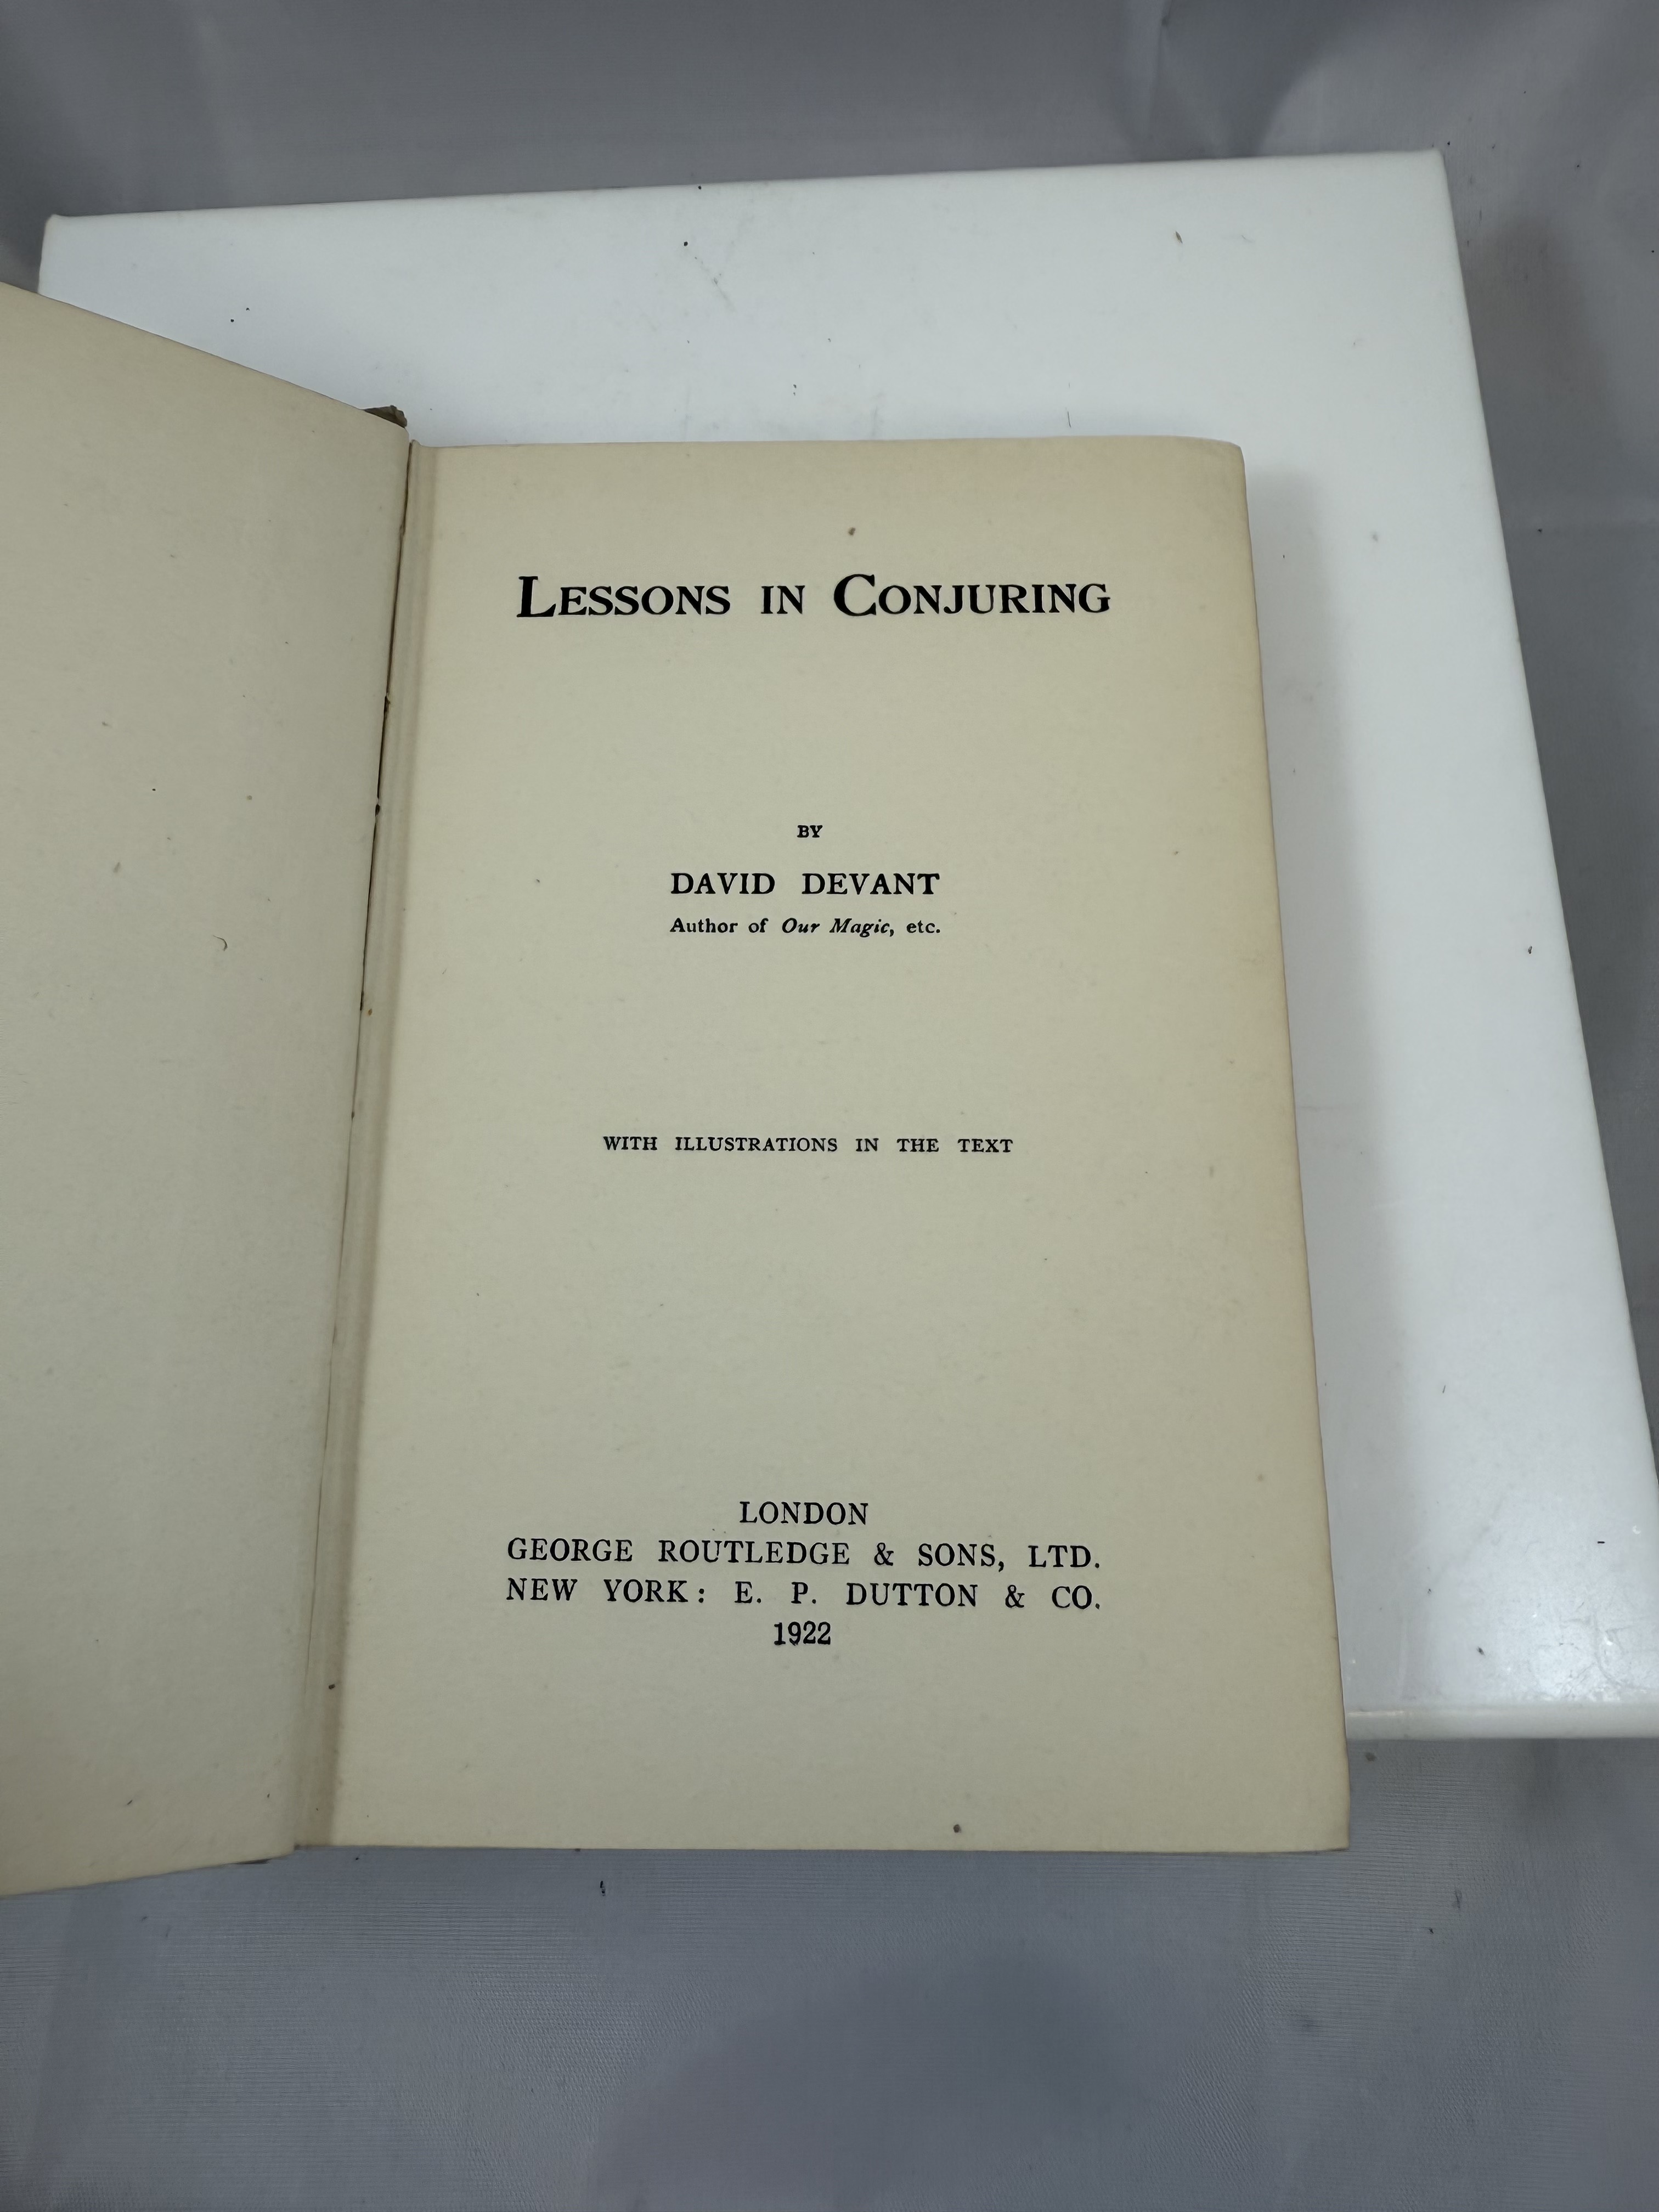 LESSONS IN CONJURING
BY
DAVID DEVANT
Author of Our Magic, etc.
WITH ILLUSTRATIONS IN THE TEXT
LONDON
GEORGE ROUTLEDGE & SONS, LTD.
NEW YORK: E. P. DUTTON & CO.
1922